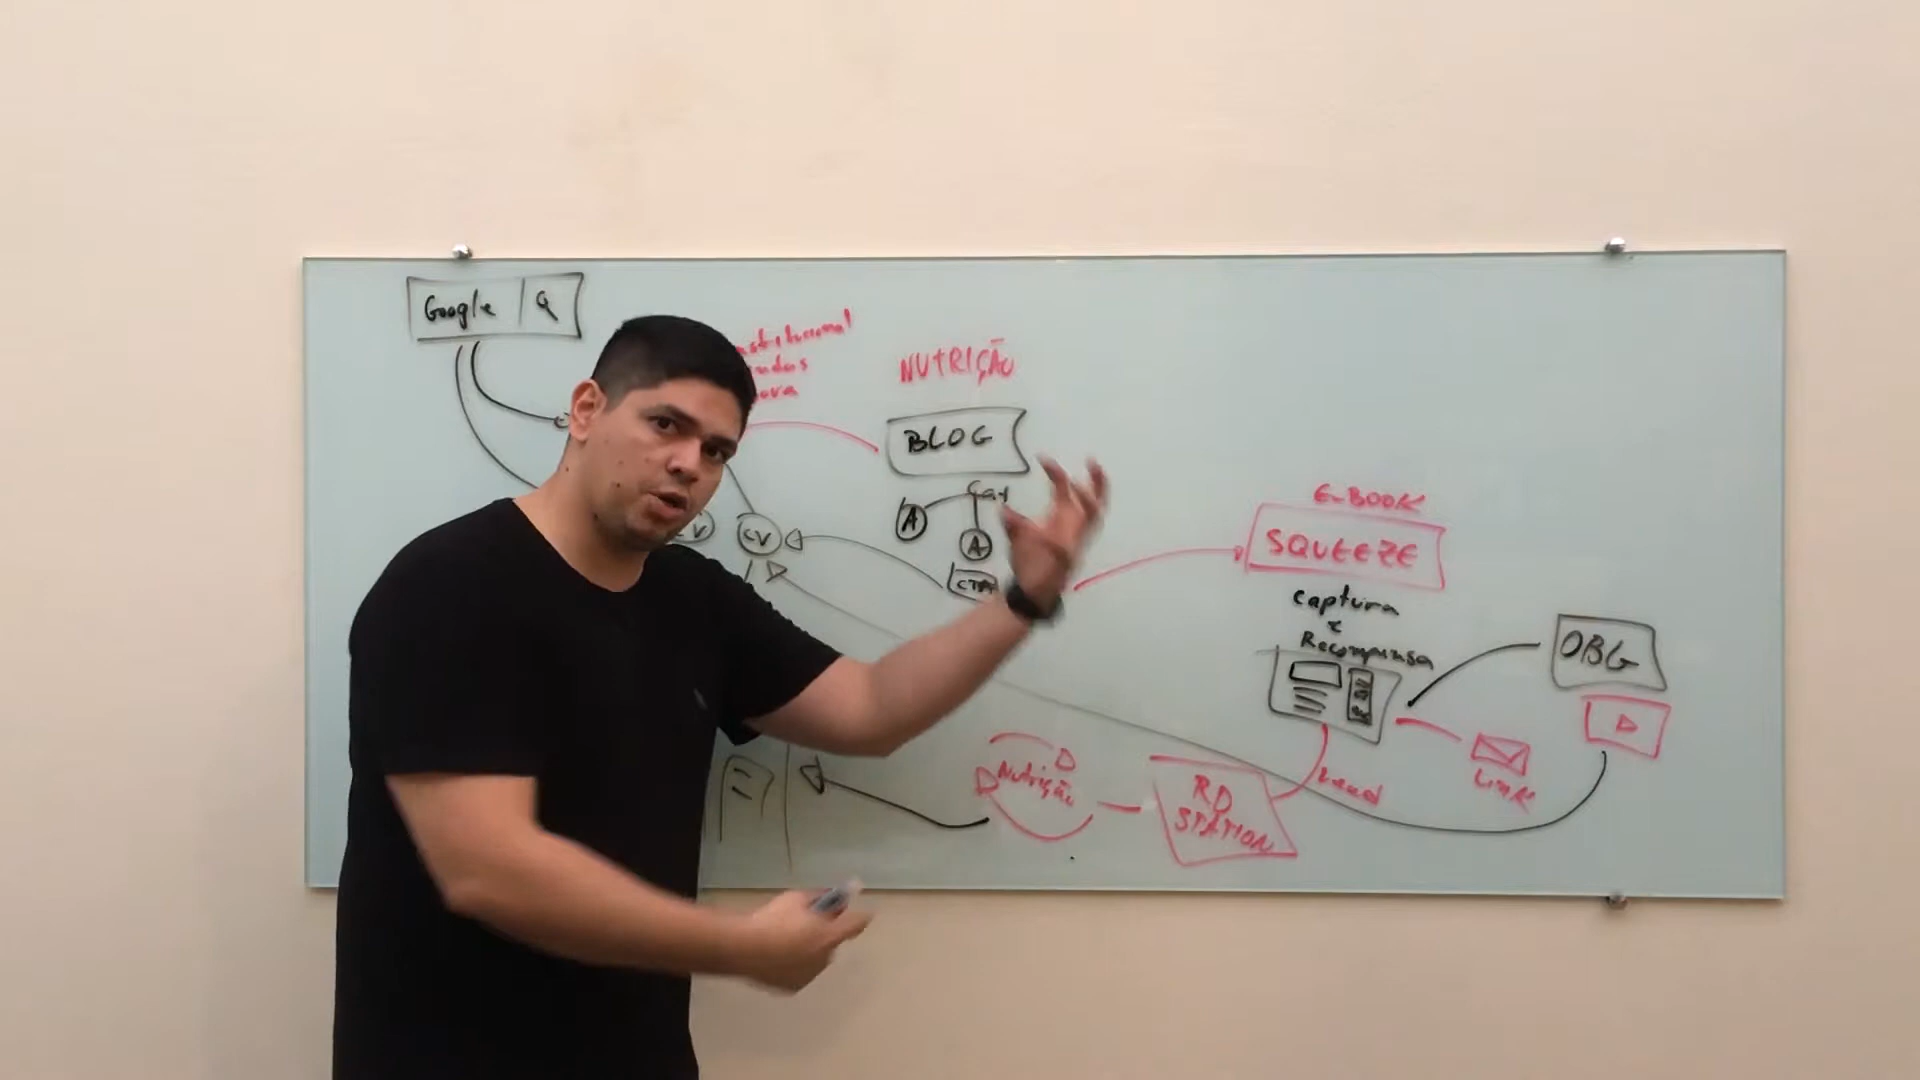 Google Q
NUTRIÇÃO
BLOG
Cat
A
A
CTA
CV
CV
E-BOOK
SQUEEZE
captura
e
Recompensa
OBG
Link
Lead
RD
STATION
Nutrição